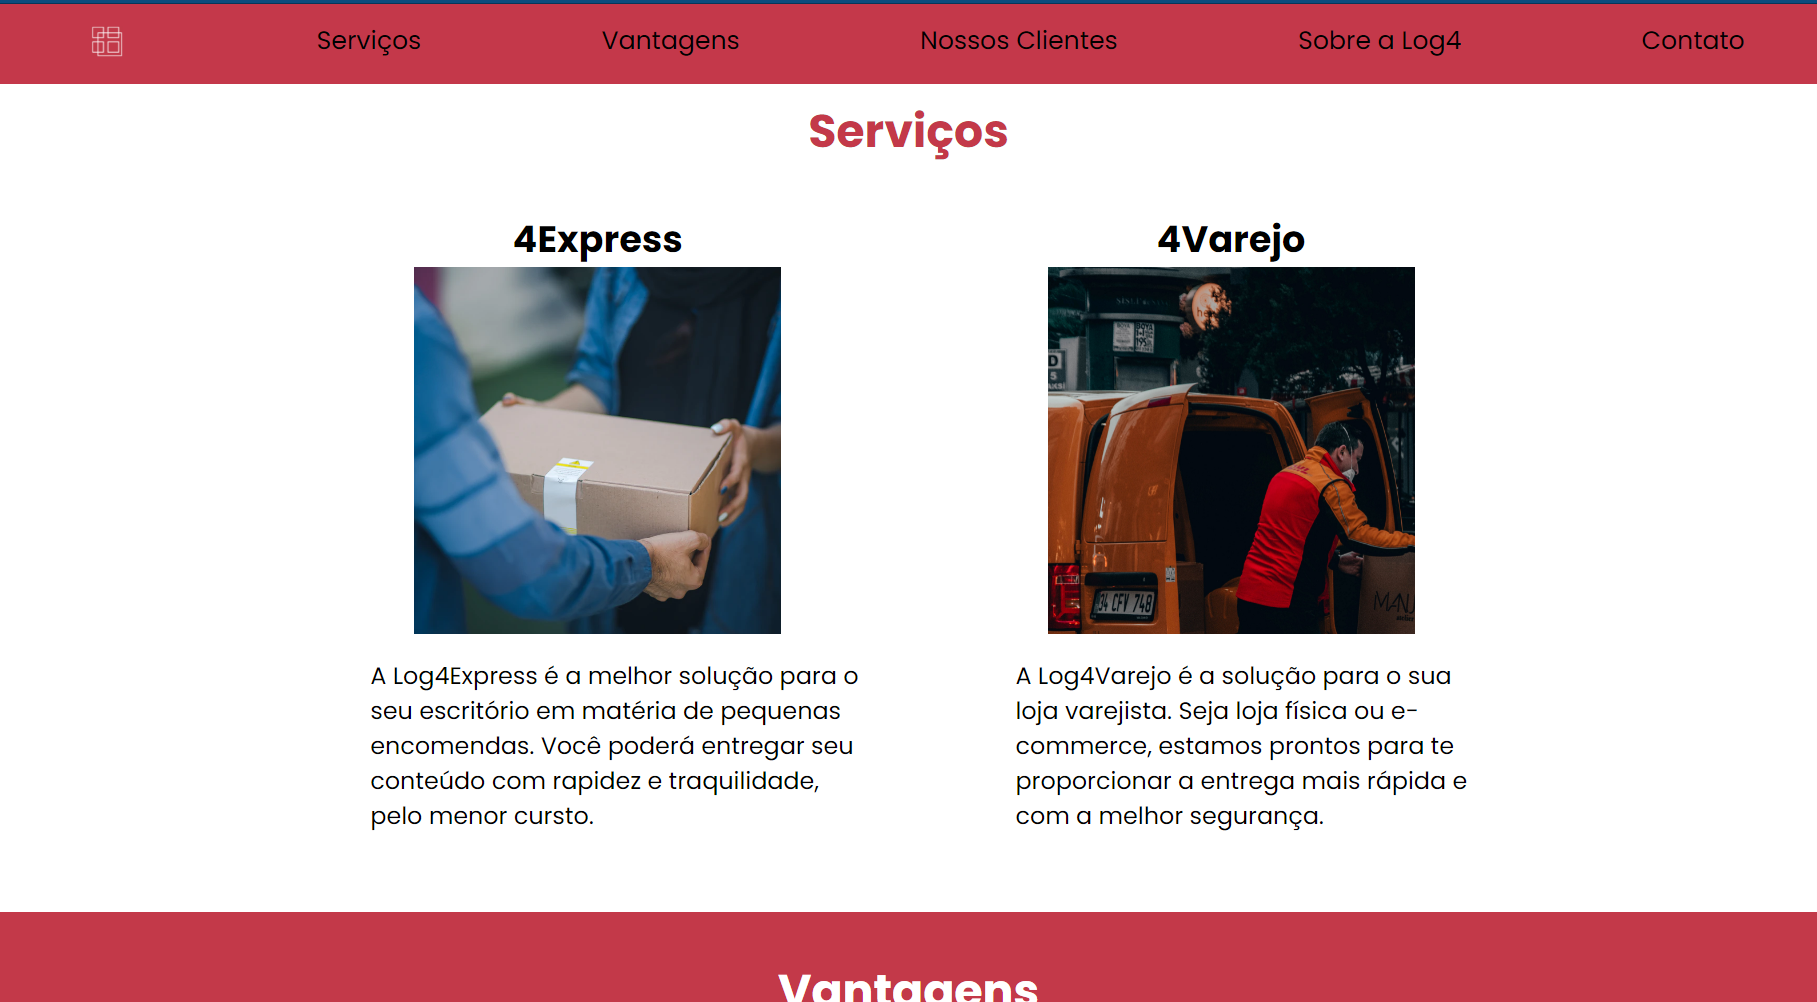 Serviços Vantagens Nossos Clientes Sobre a Log4 Contato
Serviços
4Express
4Varejo
34 CFV 748
A Log4Express é a melhor solução para o
seu escritório em matéria de pequenas
encomendas. Você poderá entregar seu
conteúdo com rapidez e traquilidade,
pelo menor cursto.
A Log4Varejo é a solução para o sua
loja varejista. Seja loja física ou e-
commerce, estamos prontos para te
proporcionar a entrega mais rápida e
com a melhor segurança.
Vantagens